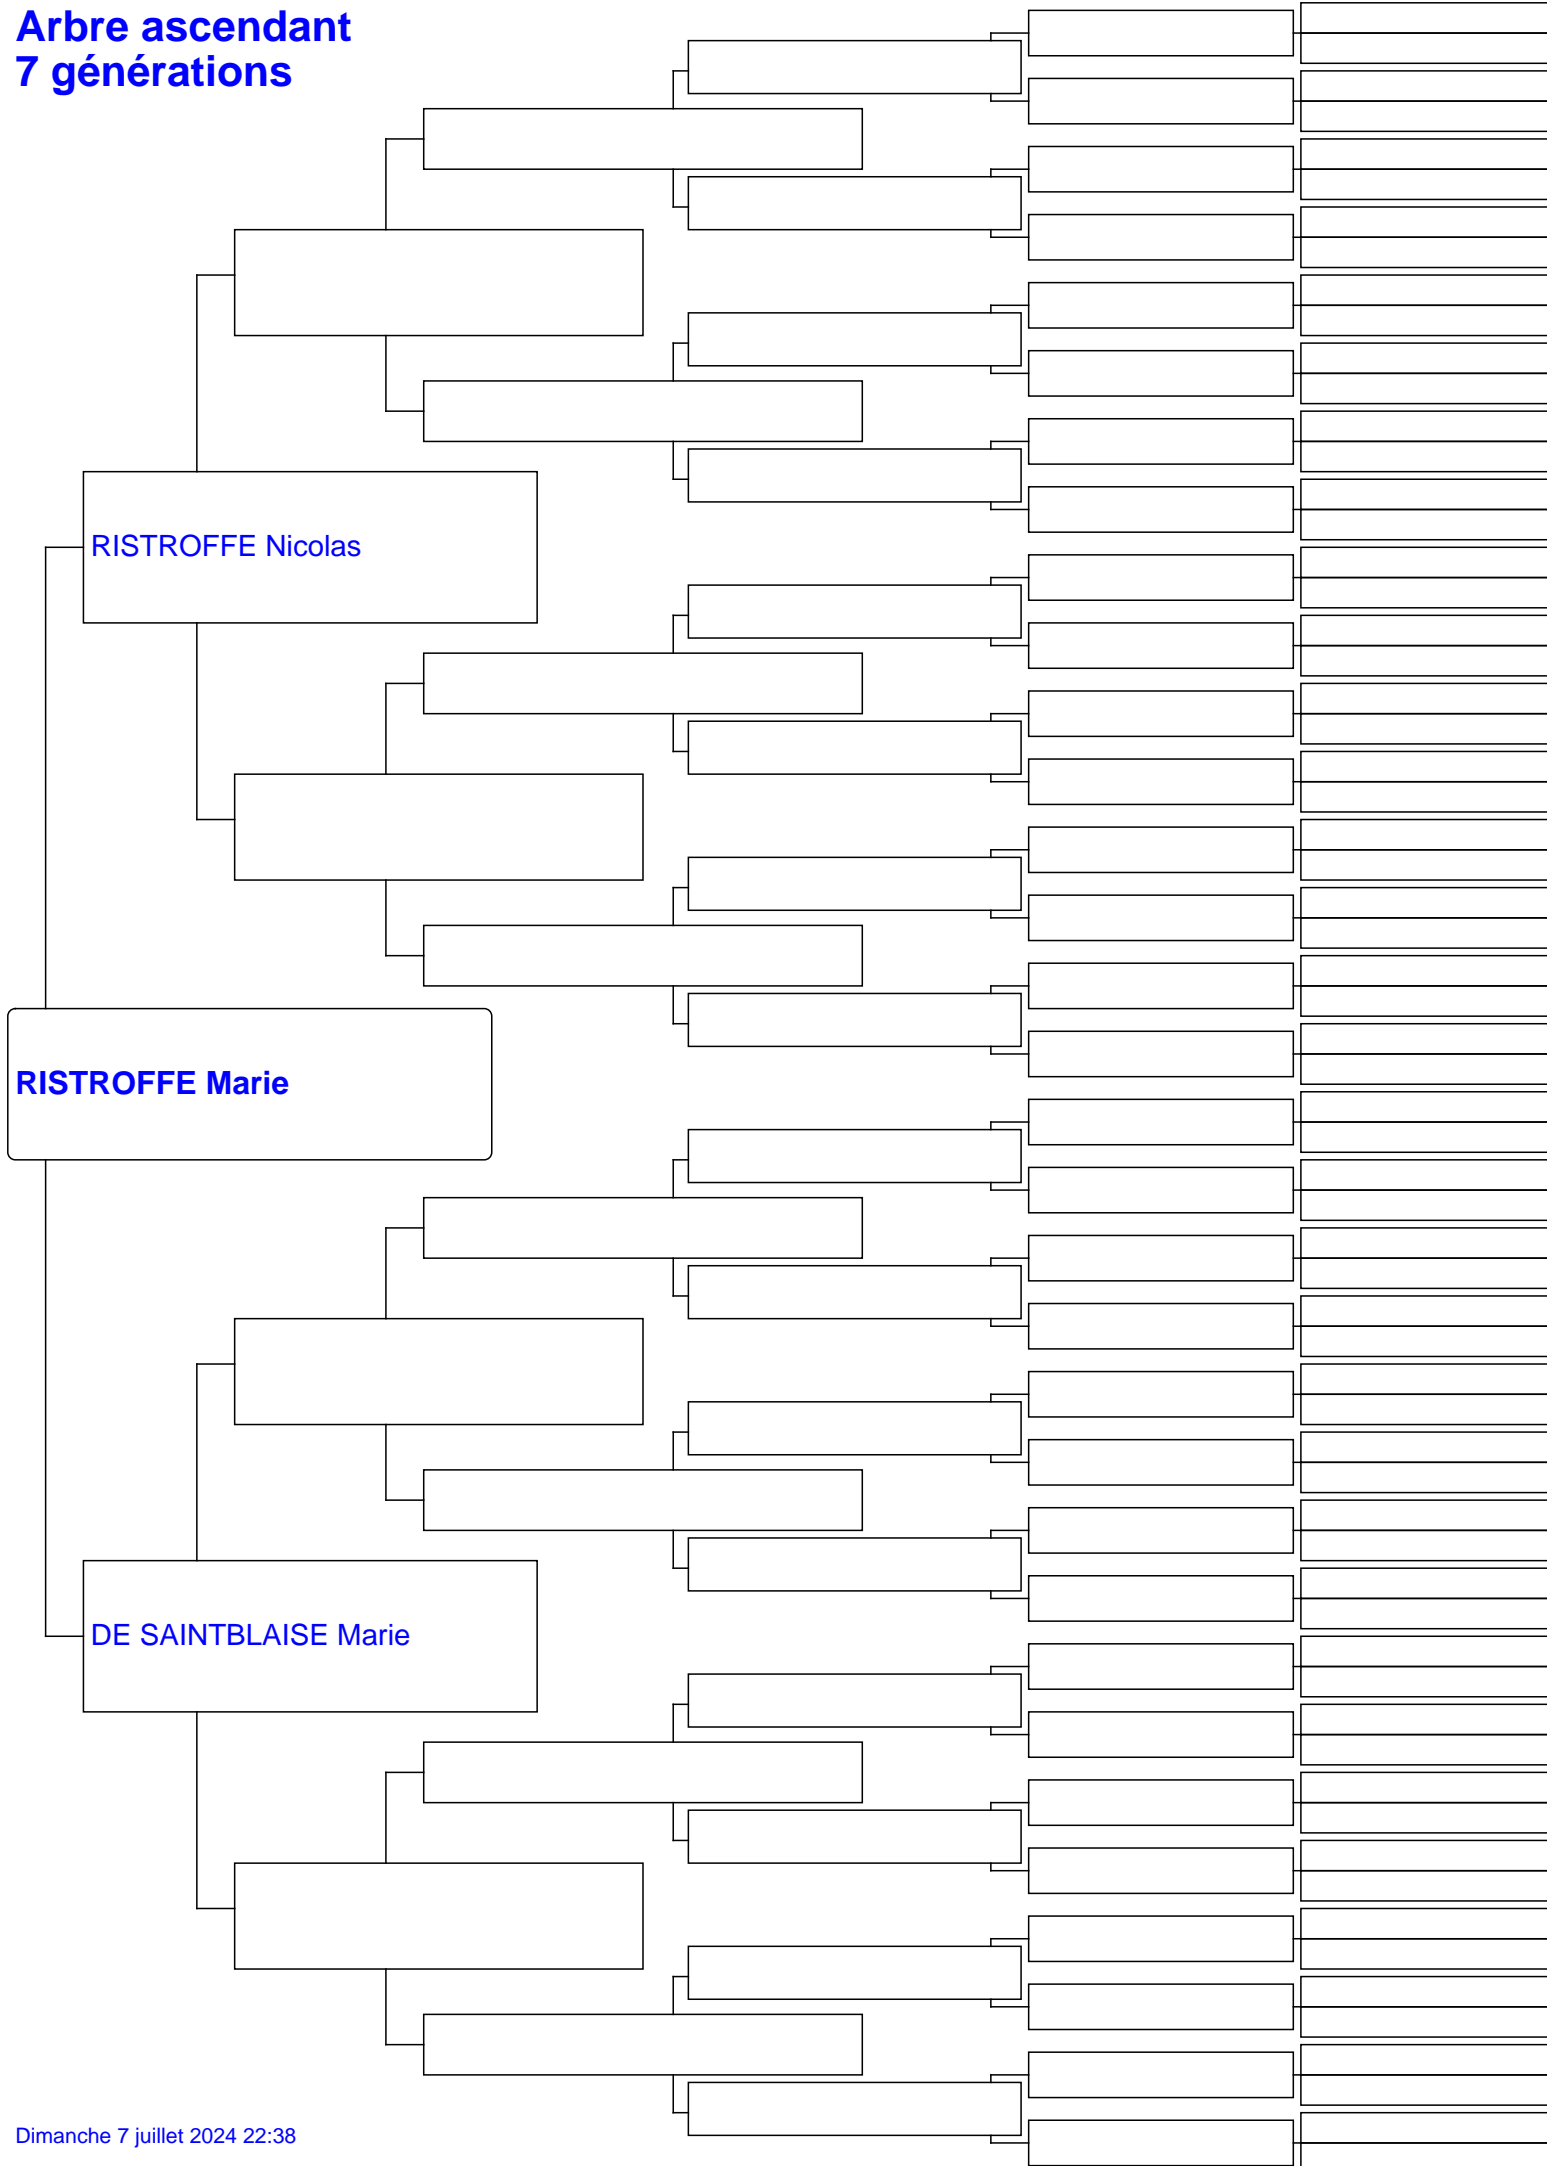 Arbre ascendant
7 générations
RISTROFFE Nicolas
RISTROFFE Marie
DE SAINTBLAISE Marie
Dimanche 7 juillet 2024 22:38